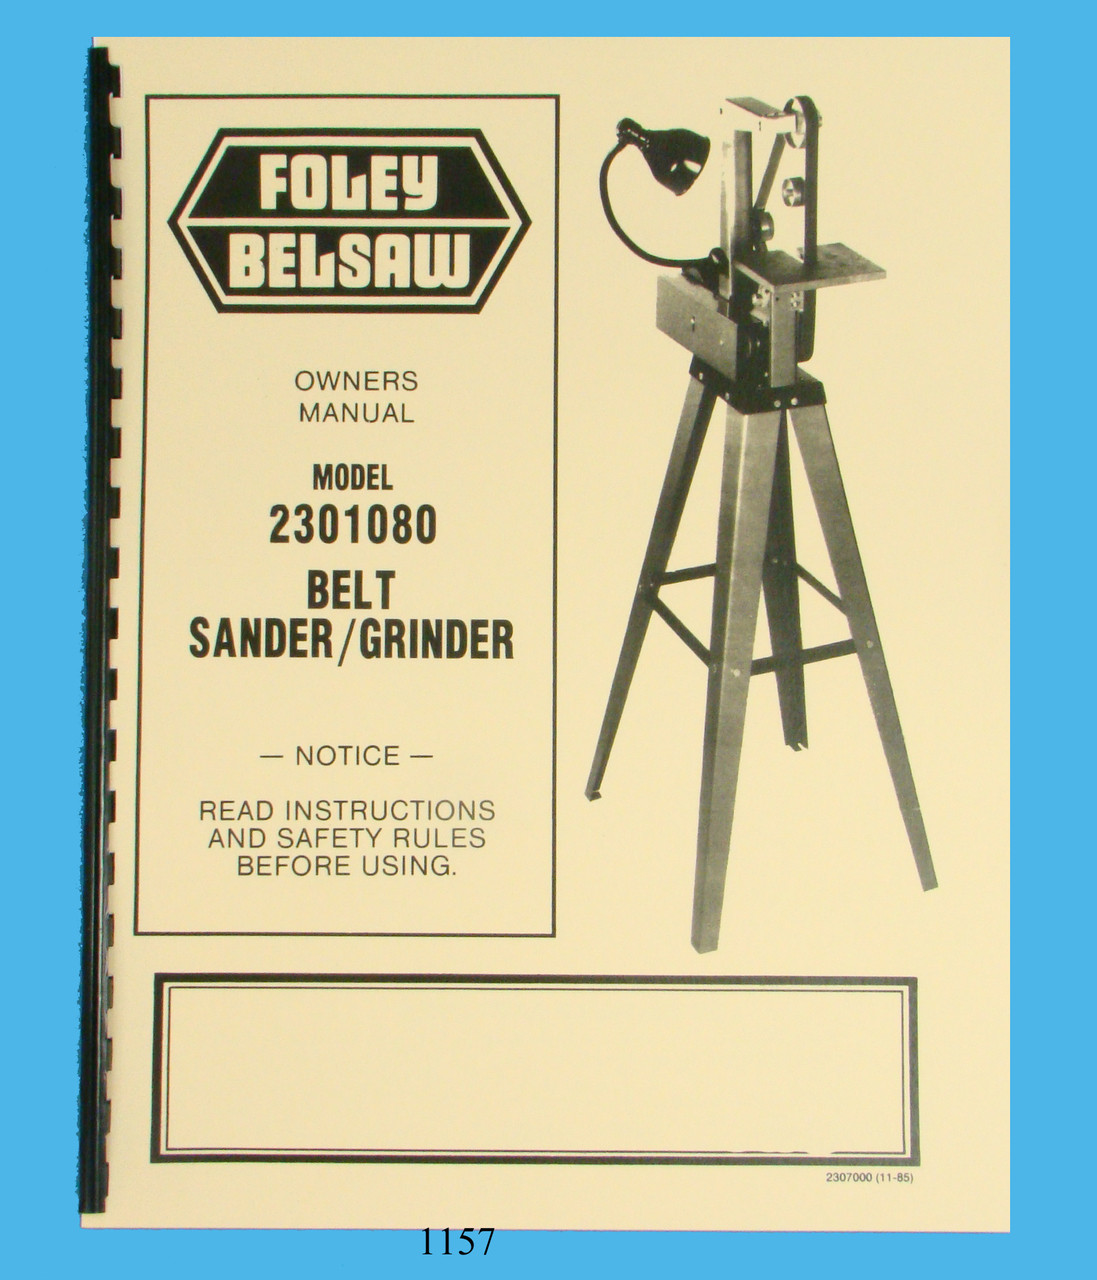 FOLEY
BELSAW
OWNERS
MANUAL
MODEL
2301080
BELT
SANDER/GRINDER
— NOTICE —
READ INSTRUCTIONS
AND SAFETY RULES
BEFORE USING.
2307000 (11-85)
1157